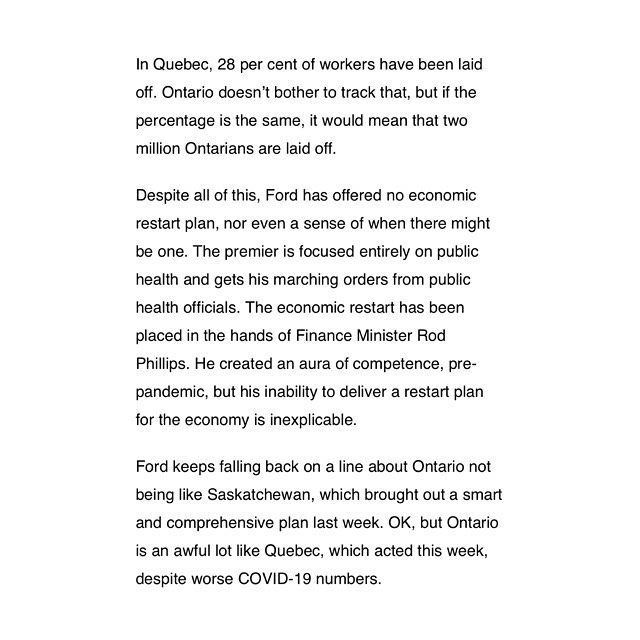 In Quebec, 28 per cent of workers have been laid
off. Ontario doesn’t bother to track that, but if the
percentage is the same, it would mean that two
million Ontarians are laid off.
Despite all of this, Ford has offered no economic
restart plan, nor even a sense of when there might
be one. The premier is focused entirely on public
health and gets his marching orders from public
health officials. The economic restart has been
placed in the hands of Finance Minister Rod
Phillips. He created an aura of competence, pre-
pandemic, but his inability to deliver a restart plan
for the economy is inexplicable.
Ford keeps falling back on a line about Ontario not
being like Saskatchewan, which brought out a smart
and comprehensive plan last week. OK, but Ontario
is an awful lot like Quebec, which acted this week,
despite worse COVID-19 numbers.